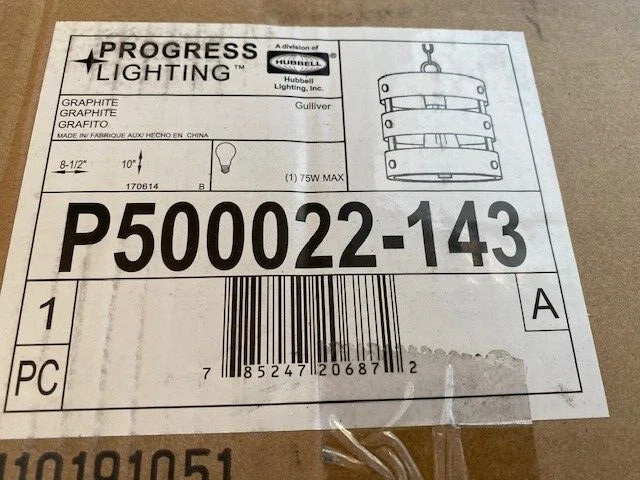 PROGRESS
LIGHTING™
A division of
HUBBELL
Hubbell
Lighting, Inc.
GRAPHITE
GRAPHITE
GRAFITO
Gulliver
MADE IN/ FABRIQUE AUX/ HECHO EN CHINA
8-1/2"
10"
170614
B
(1) 75W MAX
P500022-143
1
PC
A
7 85247 20687 2
110191051